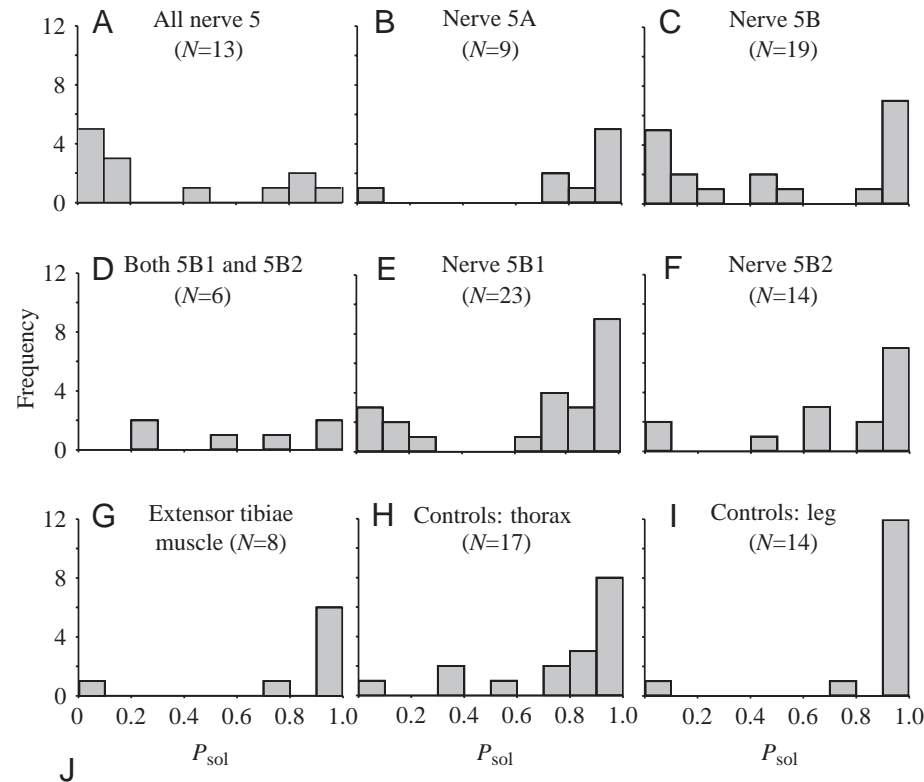 A All nerve 5 B Nerve 5A C Nerve 5B
12 (N=13) (N=9) (N=19)
8
4
0
D Both 5B1 and 5B2 E Nerve 5B1 F Nerve 5B2
12 (N=6) (N=23) (N=14)
8
4
0
Frequency
G Extensor tibiae H Controls: thorax I Controls: leg
12 muscle (N=8) (N=17) (N=14)
8
4
0
0 0.2 0.4 0.6 0.8 1.0 0.2 0.4 0.6 0.8 1.0 0.2 0.4 0.6 0.8 1.0
Psol Psol Psol
J